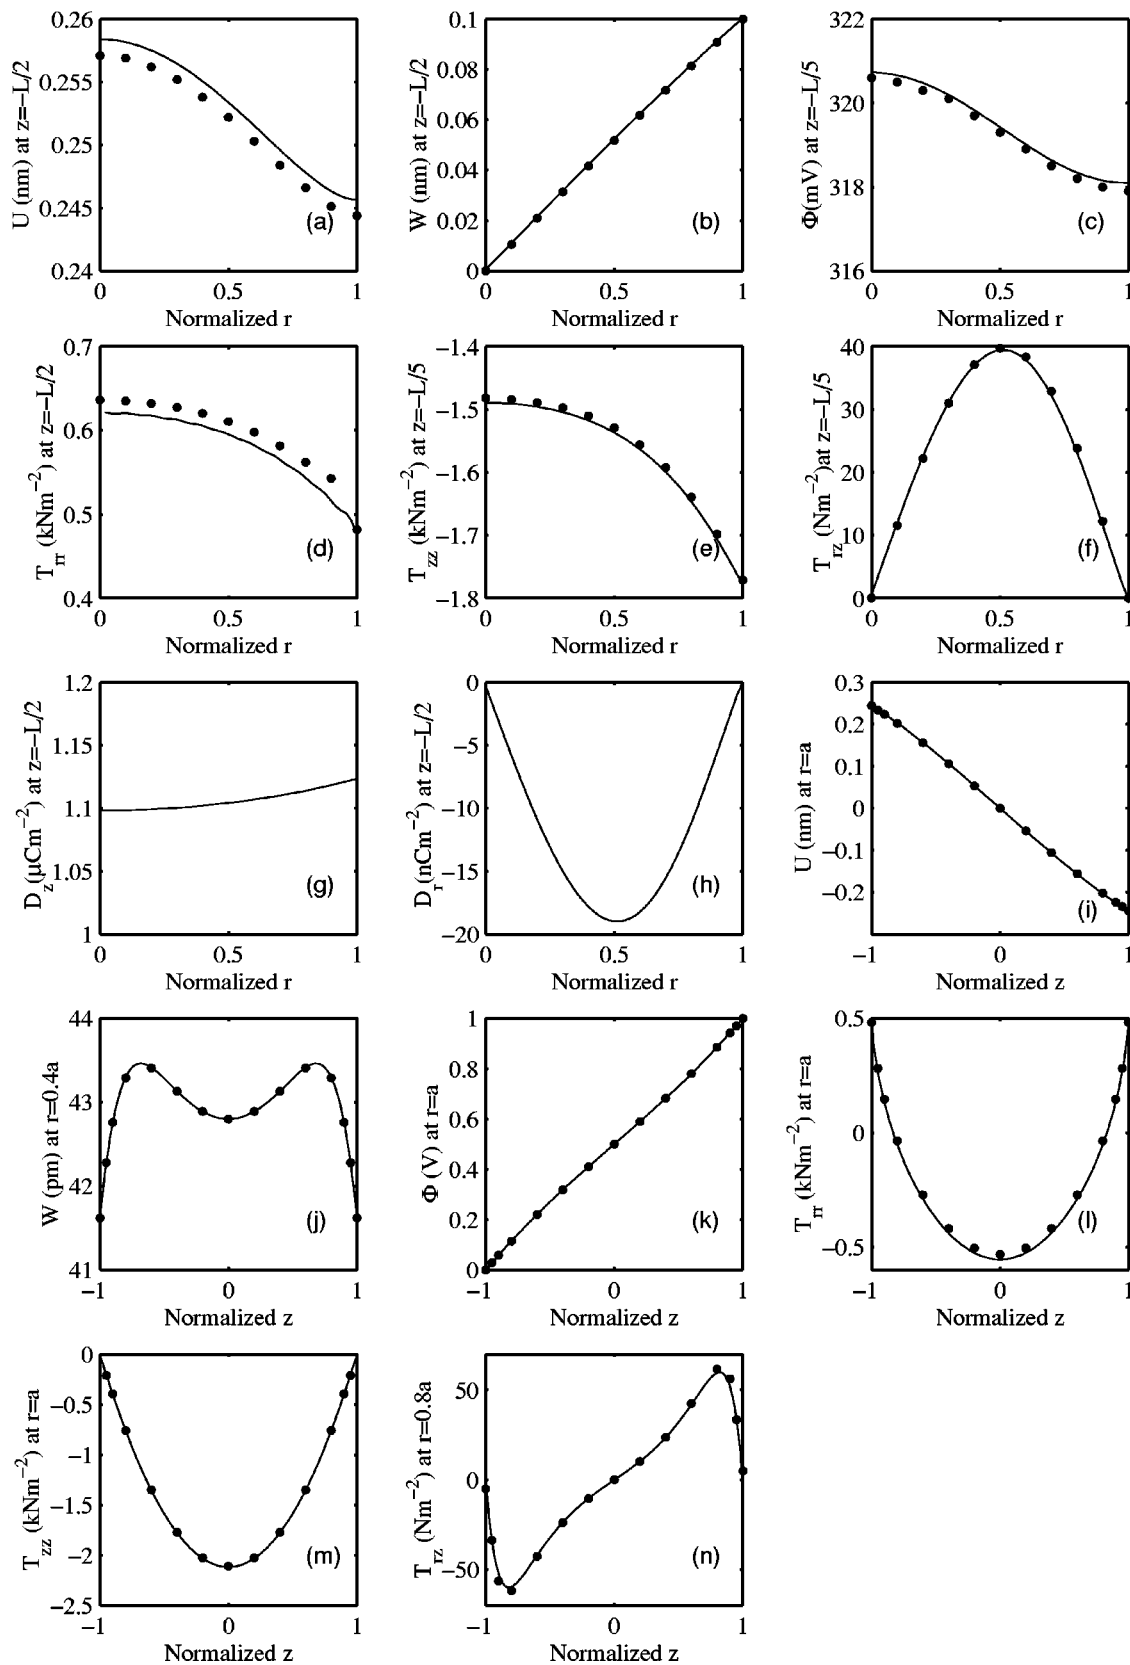 U (nm) at z=−L/2
0.26
0.255
0.25
0.245
0.24
(a)
0
0.5
1
Normalized r
W (nm) at z=−L/2
0.1
0.08
0.06
0.04
0.02
0
(b)
0
0.5
1
Normalized r
Φ(mV) at z=−L/5
322
320
318
316
(c)
0
0.5
1
Normalized r
T_rr (kNm⁻²) at z=−L/2
0.7
0.6
0.5
0.4
(d)
0
0.5
1
Normalized r
T_zz (kNm⁻²) at z=−L/5
−1.4
−1.5
−1.6
−1.7
−1.8
(e)
0
0.5
1
Normalized r
T_rz (Nm⁻²)at z=−L/5
40
30
20
10
0
(f)
0
0.5
1
Normalized r
D_z(μCm⁻²) at z=−L/2
1.2
1.15
1.1
1.05
1
(g)
0
0.5
1
Normalized r
D_r(nCm⁻²) at z=−L/2
0
−5
−10
−15
−20
(h)
0
0.5
1
Normalized r
U (nm) at r=a
0.3
0.2
0.1
0
−0.1
−0.2
(i)
−1
0
1
Normalized z
W (pm) at r=0.4a
44
43
42
41
(j)
−1
0
1
Normalized z
Φ (V) at r=a
1
0.8
0.6
0.4
0.2
0
(k)
−1
0
1
Normalized z
T_rr (kNm⁻²) at r=a
0.5
0
−0.5
(l)
−1
0
1
Normalized z
T_zz (kNm⁻²) at r=a
0
−0.5
−1
−1.5
−2
−2.5
(m)
−1
0
1
Normalized z
T_rz (Nm⁻²) at r=0.8a
50
0
−50
(n)
−1
0
1
Normalized z